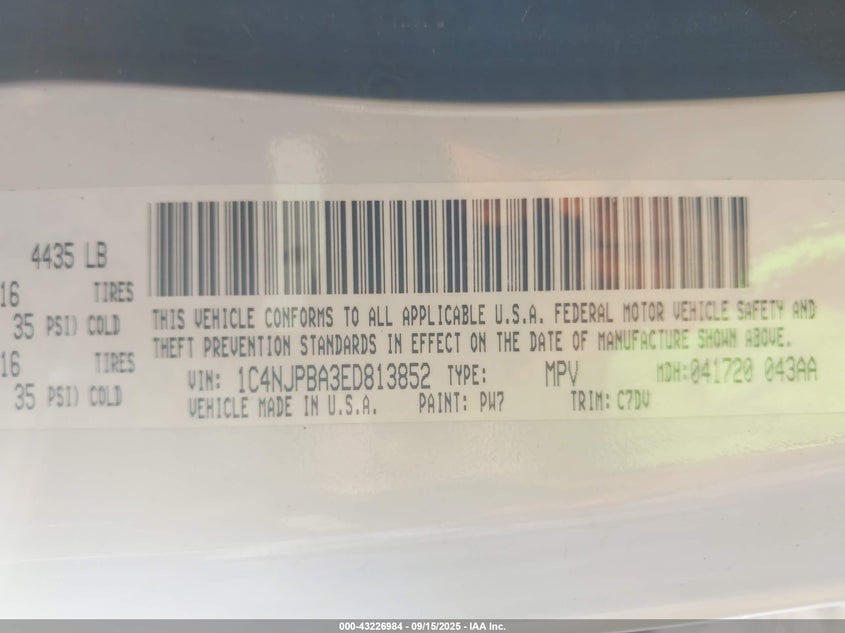 4435 LB
16 TIRES
35 PSI) COLD
16 TIRES
35 PSI) COLD
THIS VEHICLE CONFORMS TO ALL APPLICABLE U.S.A. FEDERAL MOTOR VEHICLE SAFETY AND
THEFT PREVENTION STANDARDS IN EFFECT ON THE DATE OF MANUFACTURE SHOWN ABOVE.
VIN: 1C4NJPBA3ED813852 TYPE: MPV MDH:041720 043AA
VEHICLE MADE IN U.S.A. PAINT: PW7 TRIM: C7DV
000-43226984 - 09/15/2025 - IAA Inc.